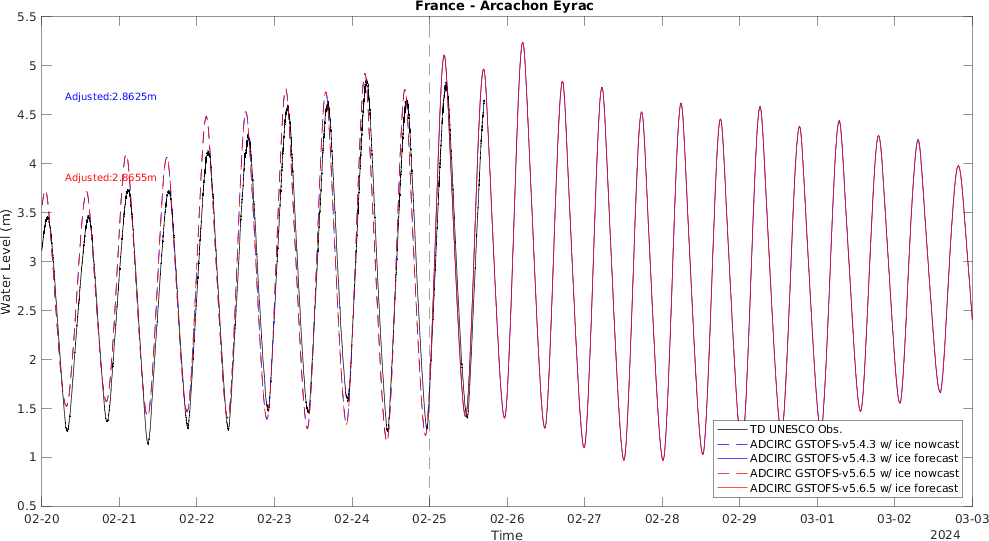 France - Arcachon Eyrac
5.5
5
4.5
4
3.5
3
2.5
2
1.5
1
0.5
Water Level (m)
Adjusted:2.8625m
Adjusted:2.8655m
TD UNESCO Obs.
ADCIRC GSTOFS-v5.4.3 w/ ice nowcast
ADCIRC GSTOFS-v5.4.3 w/ ice forecast
ADCIRC GSTOFS-v5.6.5 w/ ice nowcast
ADCIRC GSTOFS-v5.6.5 w/ ice forecast
02-20 02-21 02-22 02-23 02-24 02-25 02-26 02-27 02-28 02-29 03-01 03-02 03-03
Time
2024